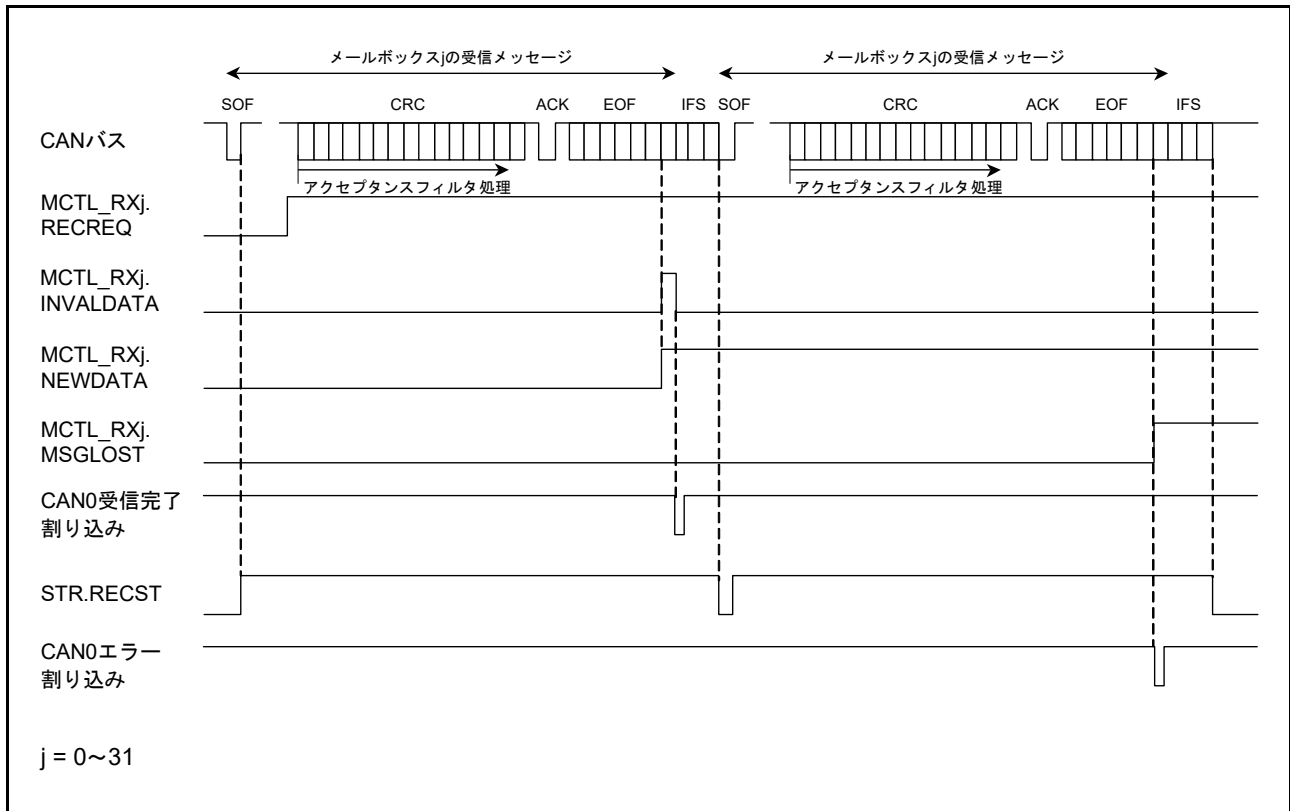 メールボックスjの受信メッセージ
メールボックスjの受信メッセージ
SOF CRC ACK EOF IFS SOF CRC ACK EOF IFS
CANバス
アクセプタンスフィルタ処理
アクセプタンスフィルタ処理
MCTL_RXj.
RECREQ
MCTL_RXj.
INVALDATA
MCTL_RXj.
NEWDATA
MCTL_RXj.
MSGLOST
CAN0受信完了
割り込み
STR.RECST
CAN0エラー
割り込み
j = 0～31